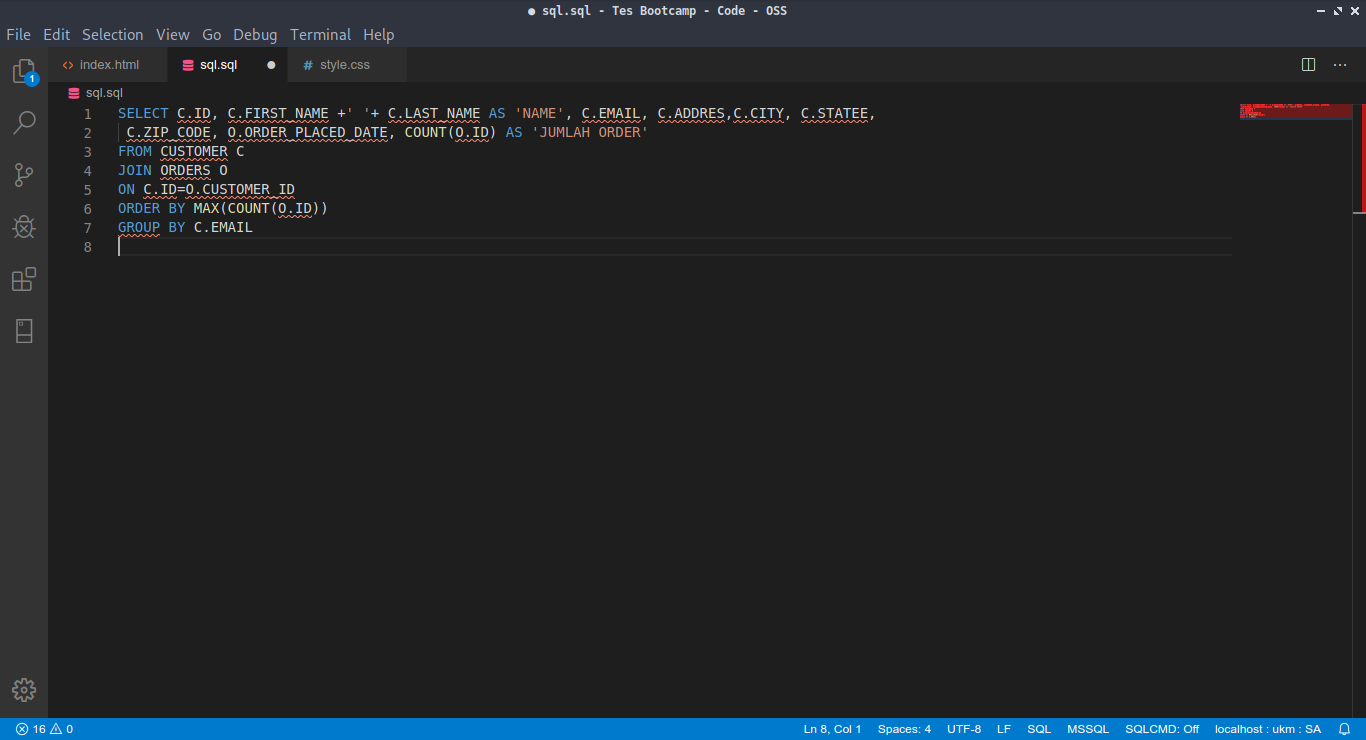 ● sql.sql - Tes Bootcamp - Code - OSS
File Edit Selection View Go Debug Terminal Help
<> index.html sql.sql ● # style.css ...
1
sql.sql
1 SELECT C.ID, C.FIRST_NAME +' '+ C.LAST_NAME AS 'NAME', C.EMAIL, C.ADDRES,C.CITY, C.STATEE,
2 C.ZIP_CODE, O.ORDER_PLACED_DATE, COUNT(O.ID) AS 'JUMLAH ORDER'
3 FROM CUSTOMER C
4 JOIN ORDERS O
5 ON C.ID=O.CUSTOMER_ID
6 ORDER BY MAX(COUNT(O.ID))
7 GROUP BY C.EMAIL
8
16 0 Ln 8, Col 1 Spaces: 4 UTF-8 LF SQL MSSQL SQLCMD: Off localhost : ukm : SA